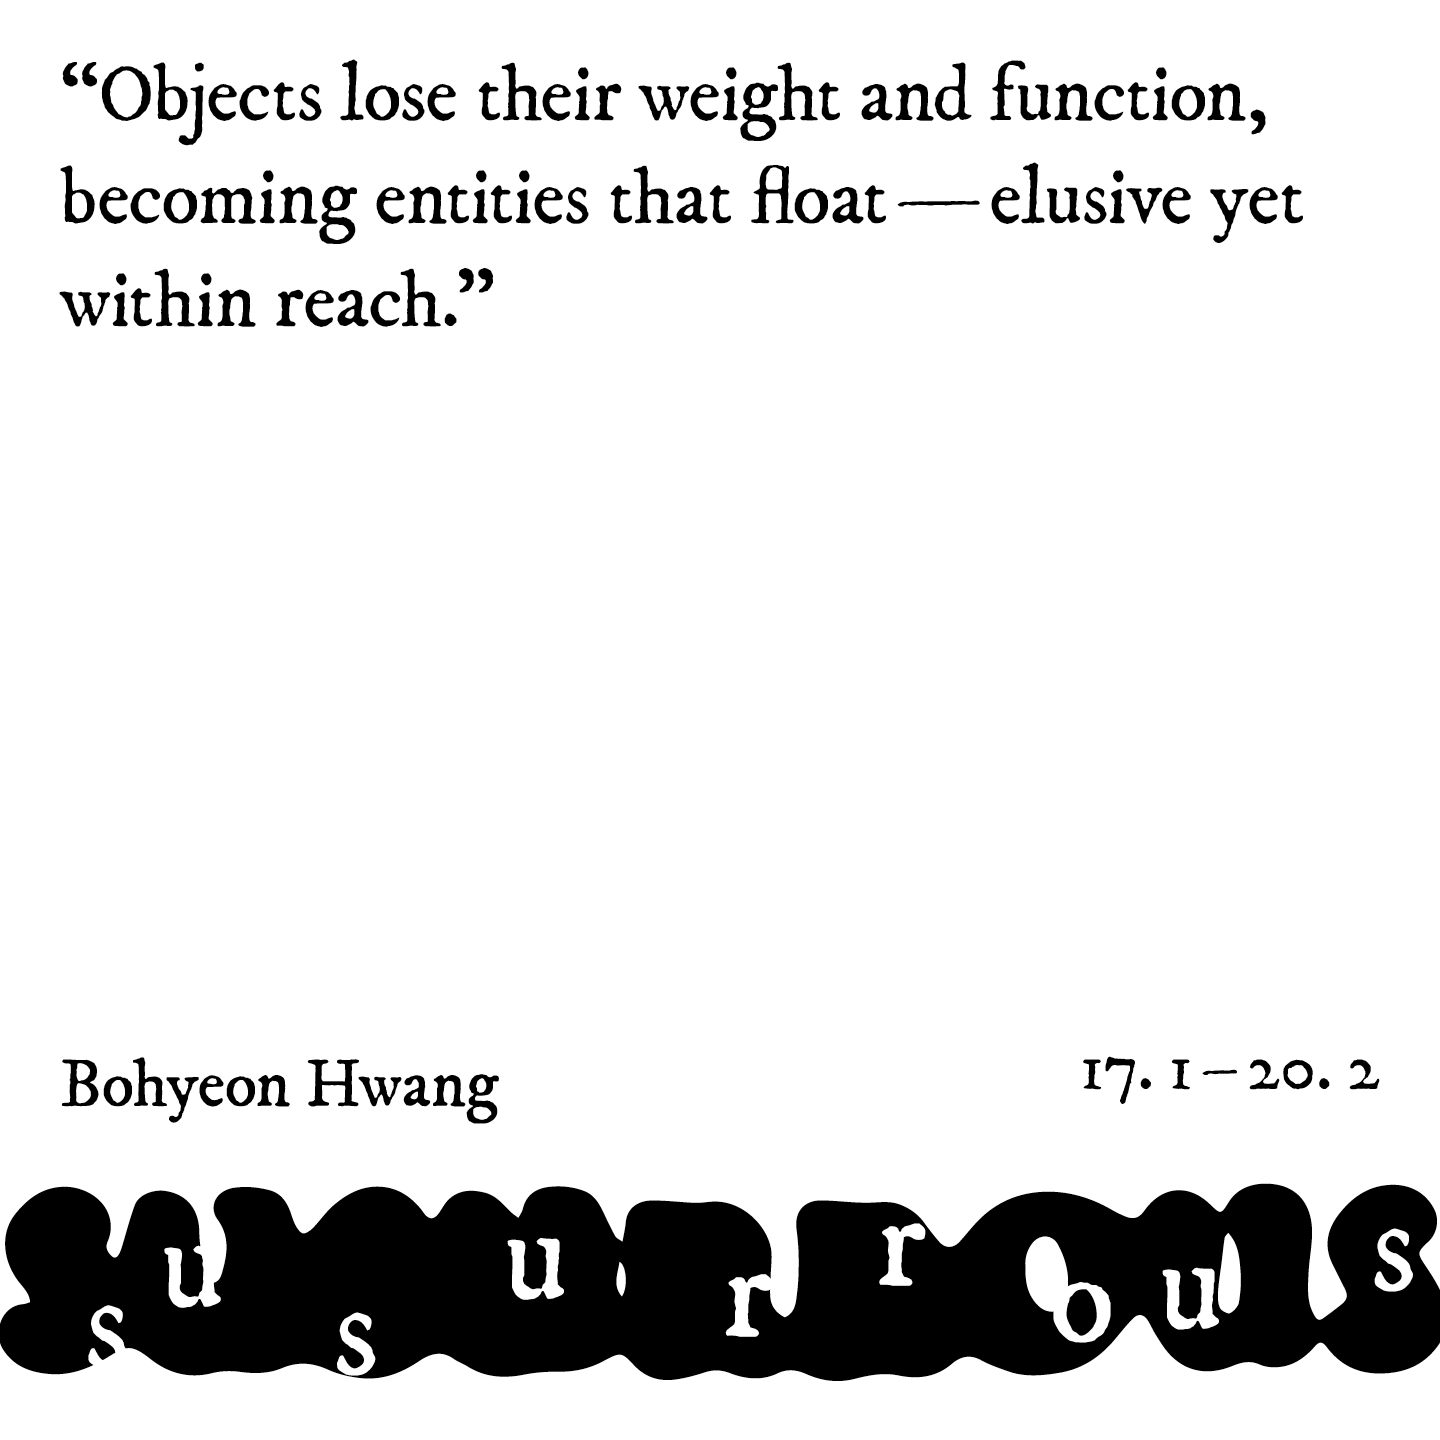 “Objects lose their weight and function,
becoming entities that float — elusive yet
within reach.”
Bohyeon Hwang
17. 1 – 20. 2
susurrous